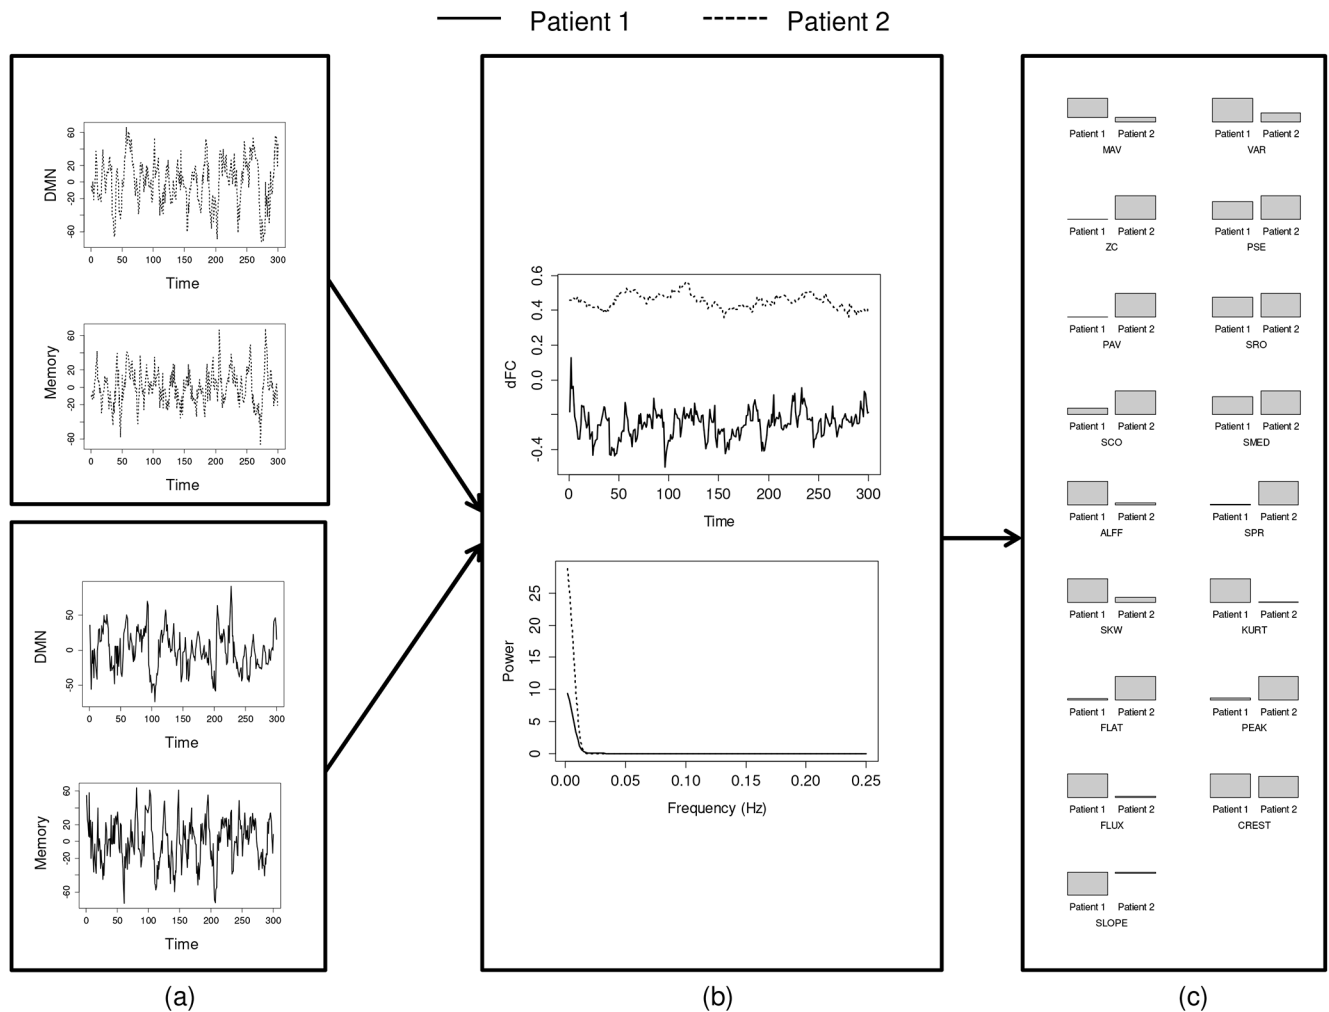 Patient 1 Patient 2
DMN
60
20
-20
-60
0 50 100 150 200 250 300
Time
Memory
60
20
0
-20
-60
0 50 100 150 200 250 300
Time
DMN
50
0
-50
0 50 100 150 200 250 300
Time
Memory
60
20
0
-20
-60
0 50 100 150 200 250 300
Time
(a)
dFC
0.6
0.4
0.2
0.0
-0.4
0 50 100 150 200 250 300
Time
Power
25
20
15
10
5
0
0.00 0.05 0.10 0.15 0.20 0.25
Frequency (Hz)
(b)
Patient 1 Patient 2 Patient 1 Patient 2
MAV VAR
Patient 1 Patient 2 Patient 1 Patient 2
ZC PSE
Patient 1 Patient 2 Patient 1 Patient 2
PAV SRO
Patient 1 Patient 2 Patient 1 Patient 2
SCO SMED
Patient 1 Patient 2 Patient 1 Patient 2
ALFF SPR
Patient 1 Patient 2 Patient 1 Patient 2
SKW KURT
Patient 1 Patient 2 Patient 1 Patient 2
FLAT PEAK
Patient 1 Patient 2 Patient 1 Patient 2
FLUX CREST
Patient 1 Patient 2
SLOPE
(c)